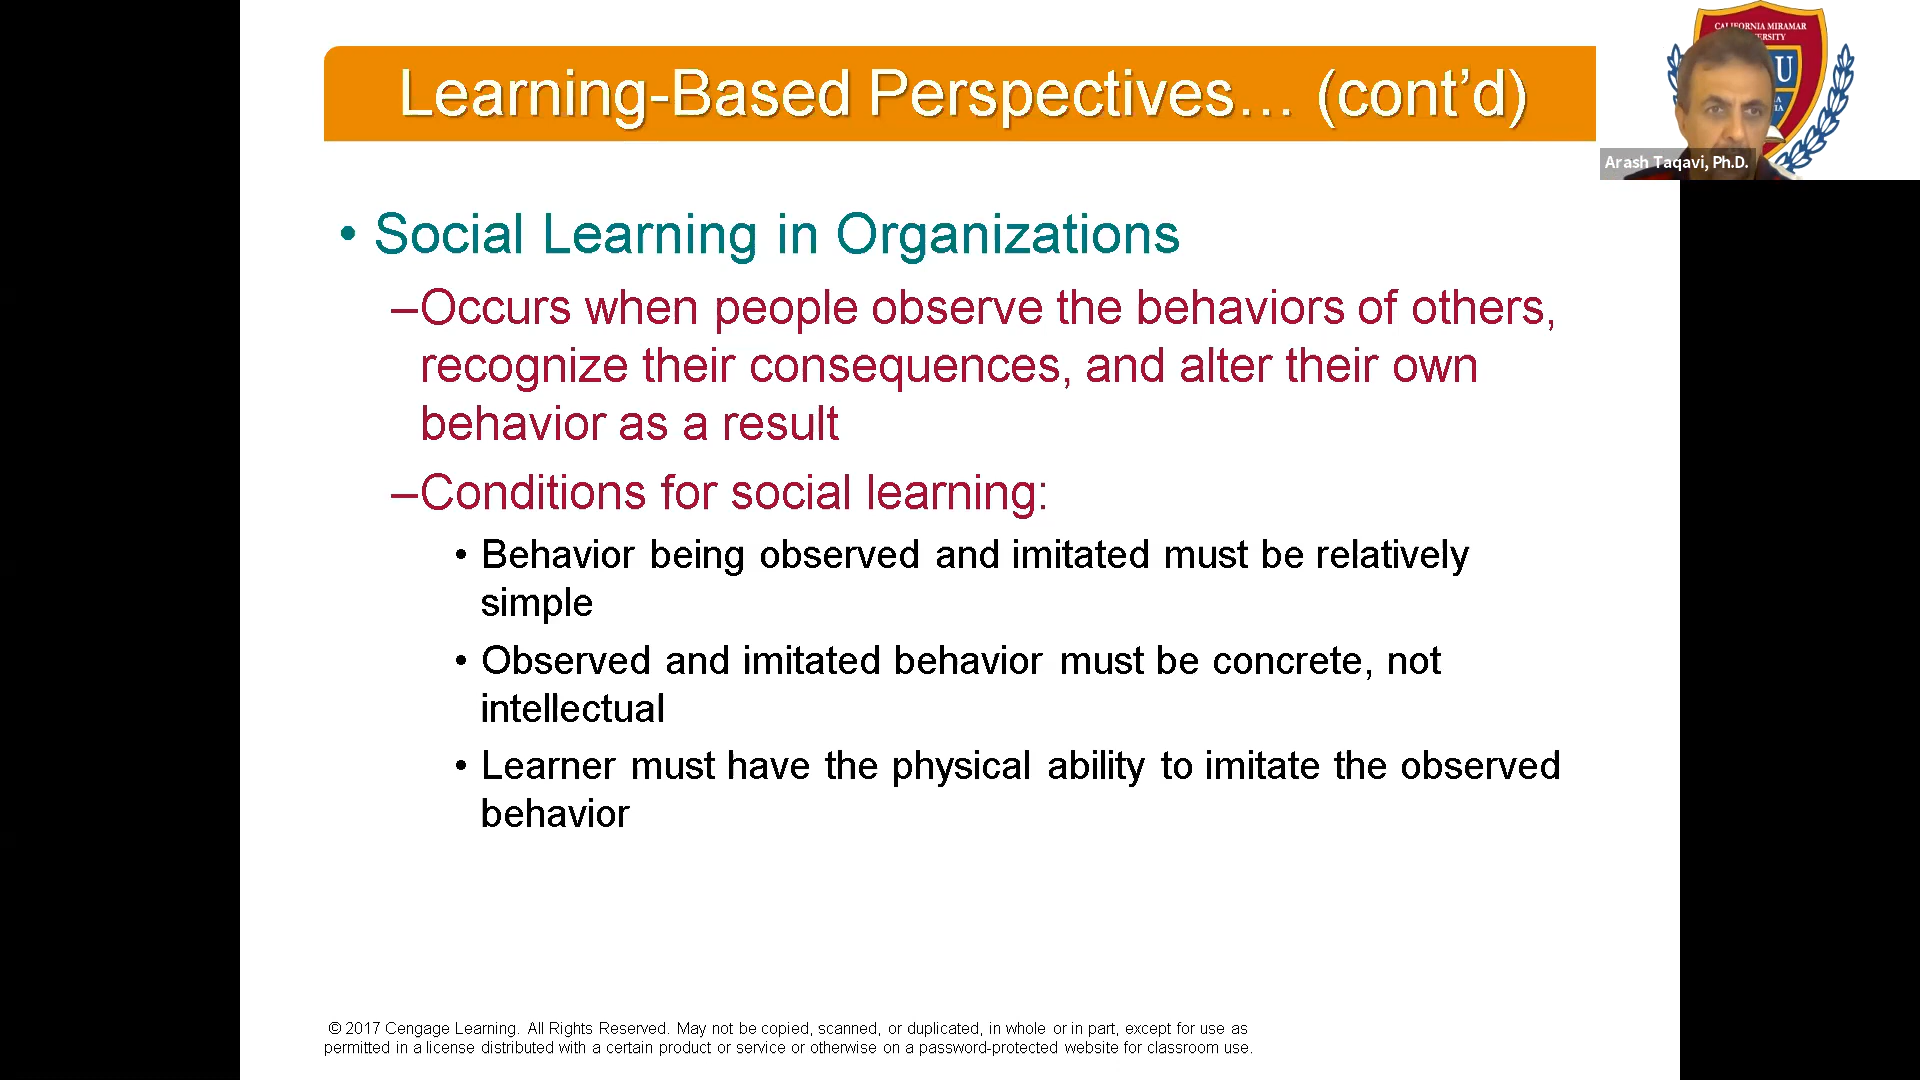 Learning-Based Perspectives… (cont’d)
CALIFORNIA MIRAMAR
Arash Taqavi, Ph.D.
• Social Learning in Organizations
–Occurs when people observe the behaviors of others,
recognize their consequences, and alter their own
behavior as a result
–Conditions for social learning:
• Behavior being observed and imitated must be relatively
simple
• Observed and imitated behavior must be concrete, not
intellectual
• Learner must have the physical ability to imitate the observed
behavior
© 2017 Cengage Learning. All Rights Reserved. May not be copied, scanned, or duplicated, in whole or in part, except for use as
permitted in a license distributed with a certain product or service or otherwise on a password-protected website for classroom use.